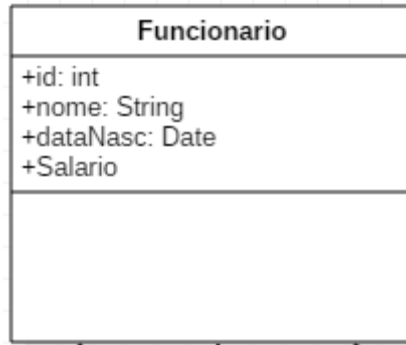 Funcionario
+id: int
+nome: String
+dataNasc: Date
+Salario